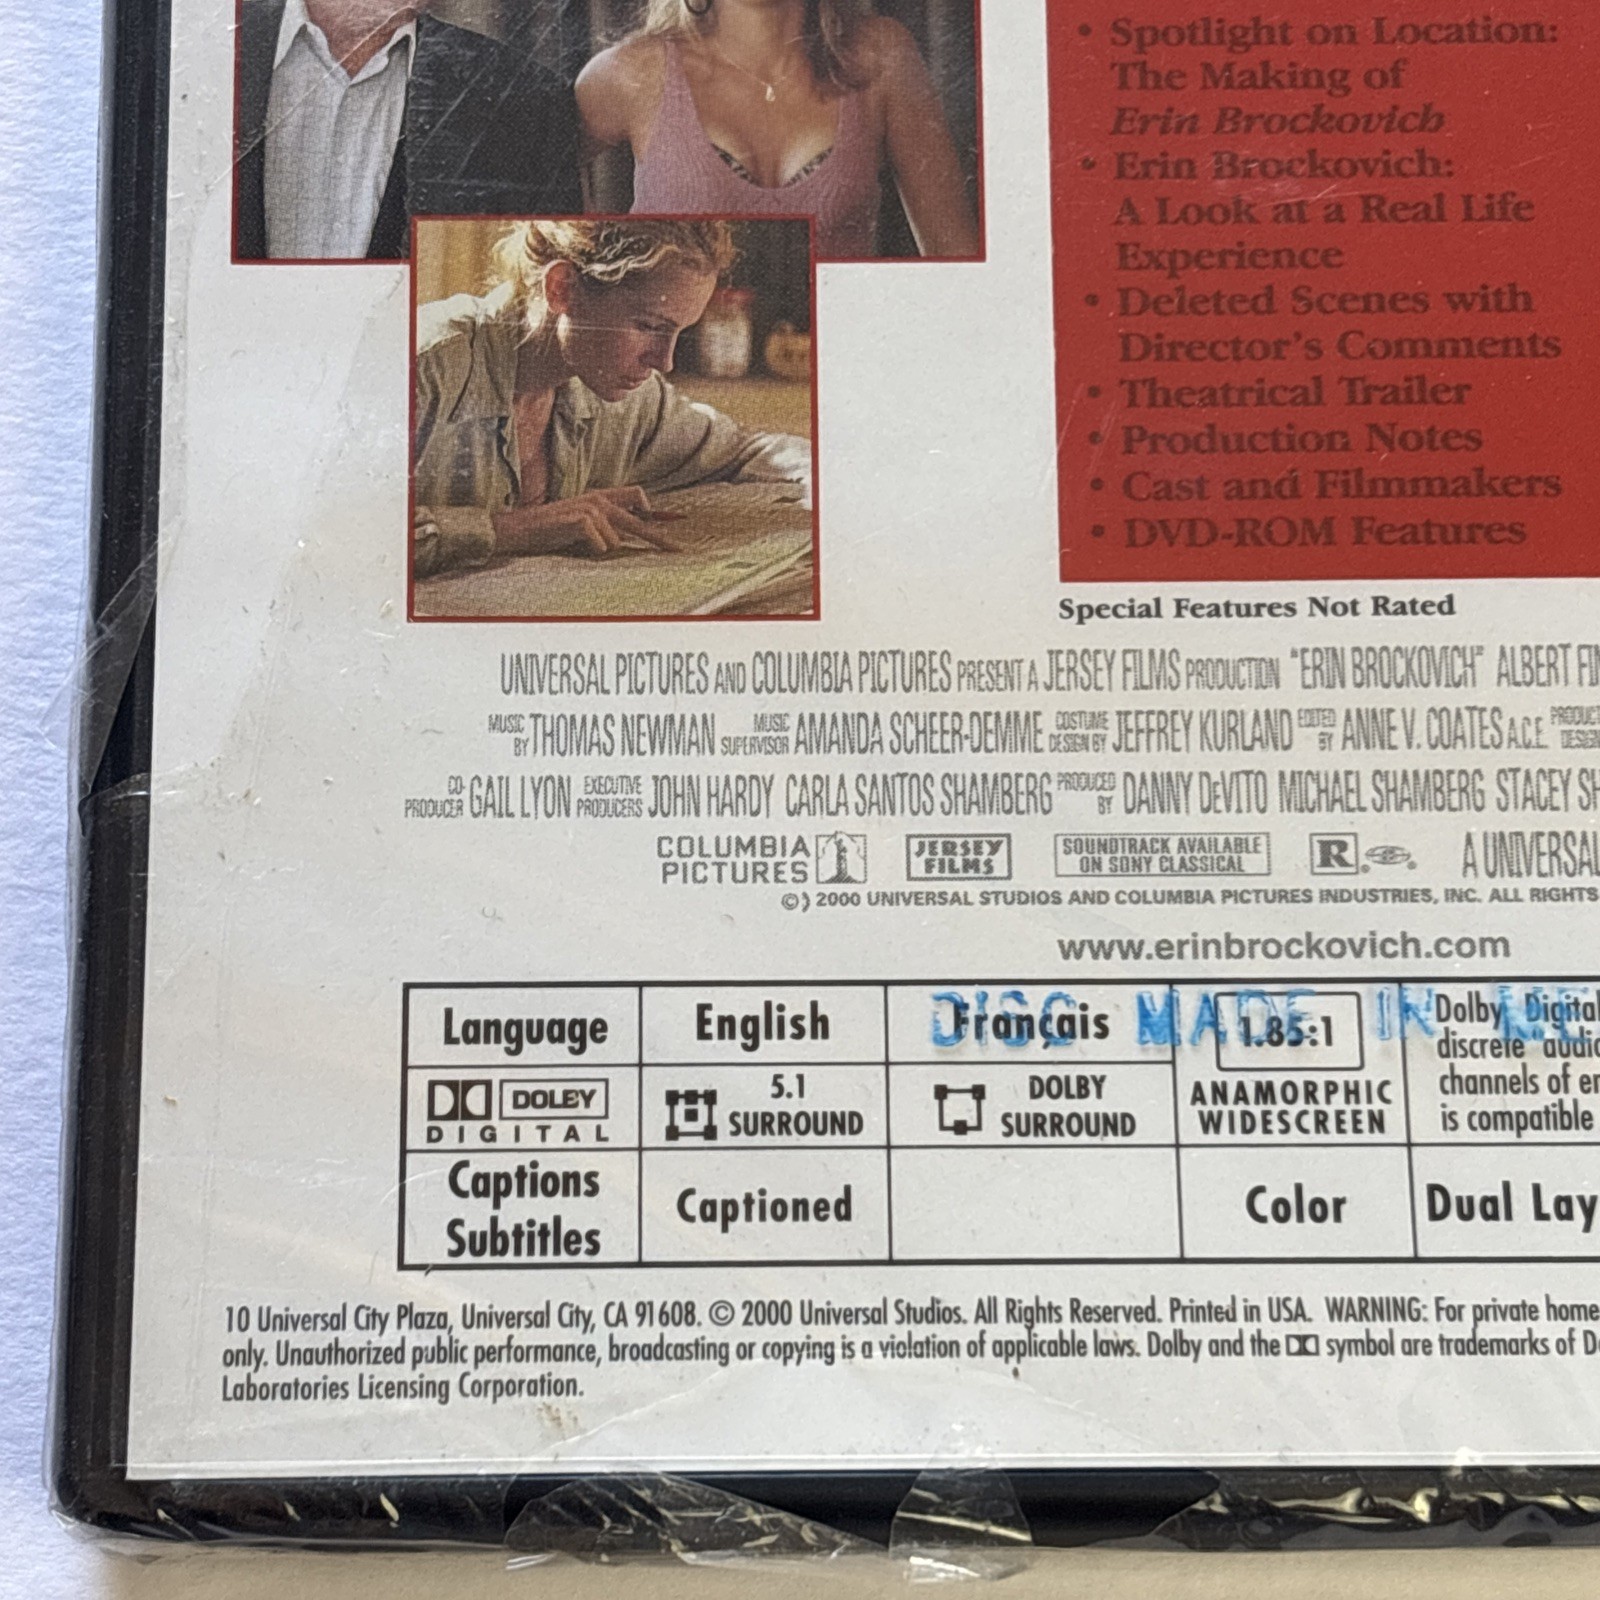 • Spotlight on Location:
The Making of
Erin Brockovich
• Erin Brockovich:
A Look at a Real Life
Experience
• Deleted Scenes with
Director's Comments
• Theatrical Trailer
• Production Notes
• Cast and Filmmakers
• DVD-ROM Features
Special Features Not Rated
UNIVERSAL PICTURES AND COLUMBIA PICTURES PRESENT A JERSEY FILMS PRODUCTION "ERIN BROCKOVICH" ALBERT
MUSIC BY THOMAS NEWMAN MUSIC SUPERVISOR AMANDA SCHEER-DEMME COSTUME DESIGN BY JEFFREY KURLAND EDITED BY ANNE V. COATES A.C.E.
CO-PRODUCER GAIL LYON EXECUTIVE PRODUCERS JOHN HARDY CARLA SANTOS SHAMBERG PRODUCED BY DANNY DeVITO MICHAEL SHAMBERG STACEY
COLUMBIA PICTURES
JERSEY FILMS
SOUNDTRACK AVAILABLE ON SONY CLASSICAL
R
A UNIVERSAL
© 2000 UNIVERSAL STUDIOS AND COLUMBIA PICTURES INDUSTRIES, INC. ALL RIGHTS
www.erinbrockovich.com
DISC MADE IN
Language English Français 1.85:1 Dolby Digital
discrete
DOLBY DIGITAL 5.1 SURROUND DOLBY SURROUND ANAMORPHIC WIDESCREEN channels of
is compatible
Captions Subtitles Captioned Color Dual
10 Universal City Plaza, Universal City, CA 91608. © 2000 Universal Studios. All Rights Reserved. Printed in USA. WARNING: For private home
only. Unauthorized public performance, broadcasting or copying is a violation of applicable laws. Dolby and the symbol are trademarks of
Laboratories Licensing Corporation.